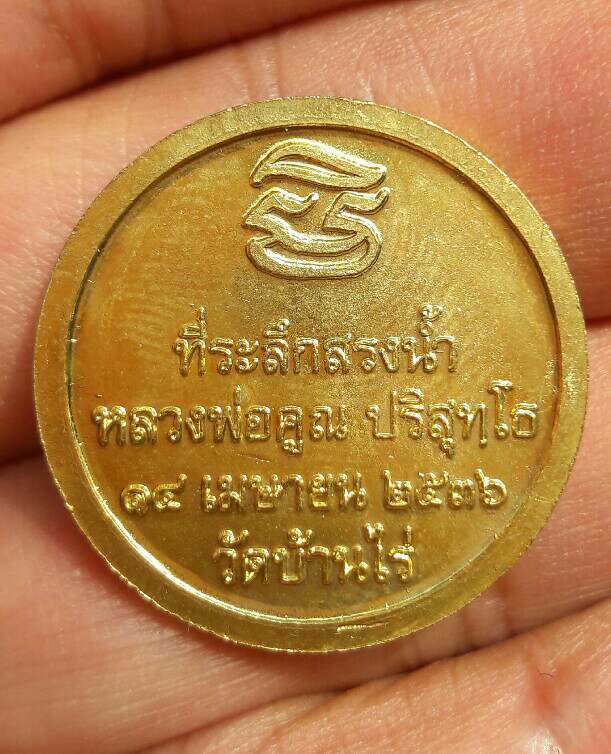 ที่ระลึกสรงน้ำ
หลวงพ่อคูณ ปริสุทฺโธ
๑๔ เมษายน ๒๕๓๖
วัดบ้านไร่